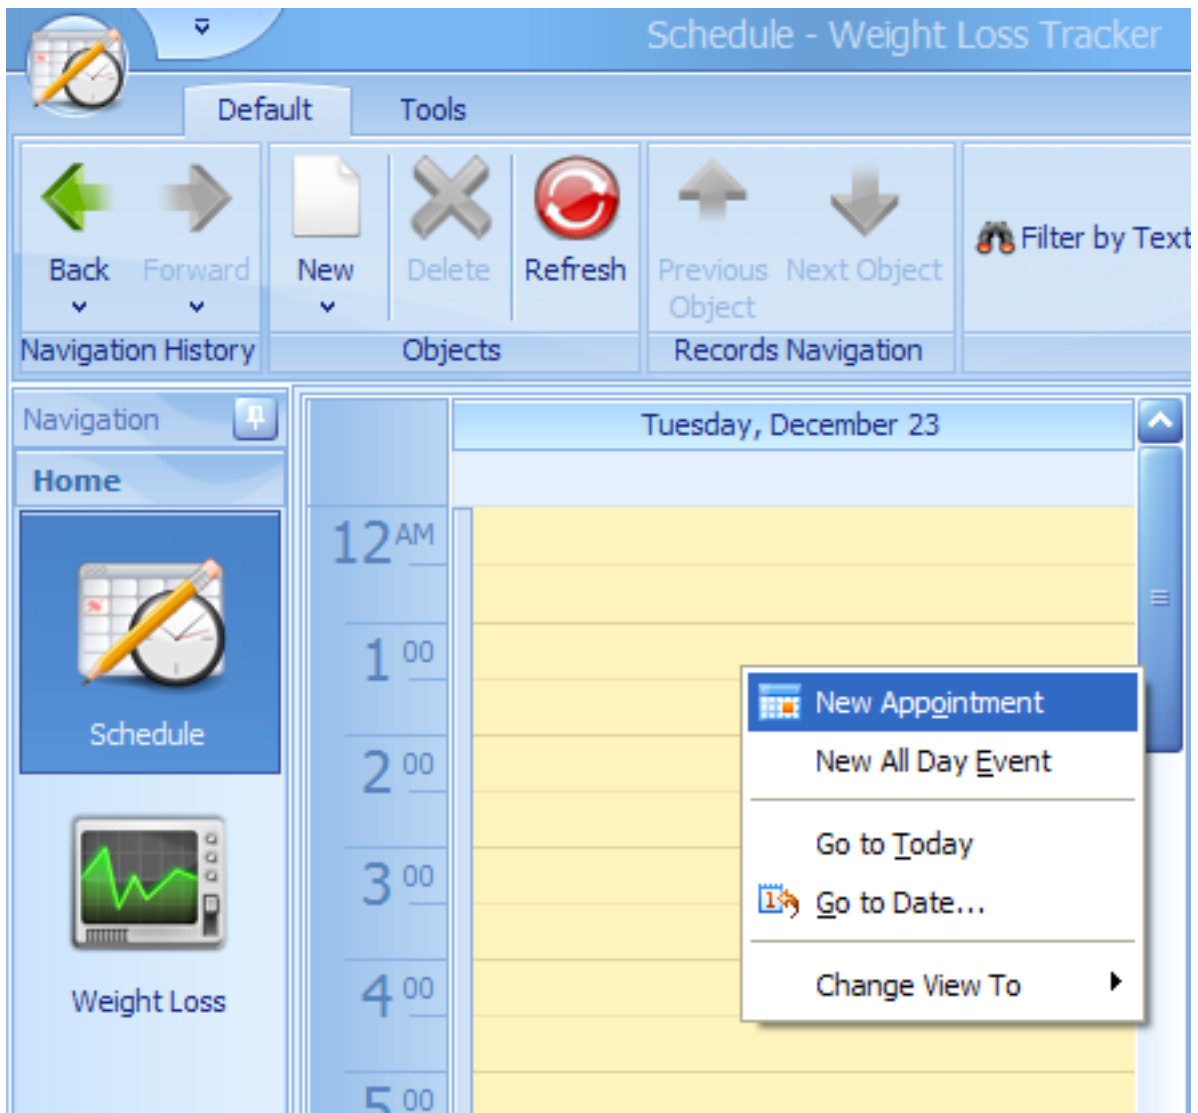 Schedule - Weight Loss Tracker
Default Tools
Back Forward New Delete Refresh Previous Object Next Object Filter by Text
Navigation History Objects Records Navigation
Navigation
Home
Schedule
Weight Loss
Tuesday, December 23
12 AM
1 00
2 00
3 00
4 00
5 00
New Appointment
New All Day Event
Go to Today
Go to Date...
Change View To